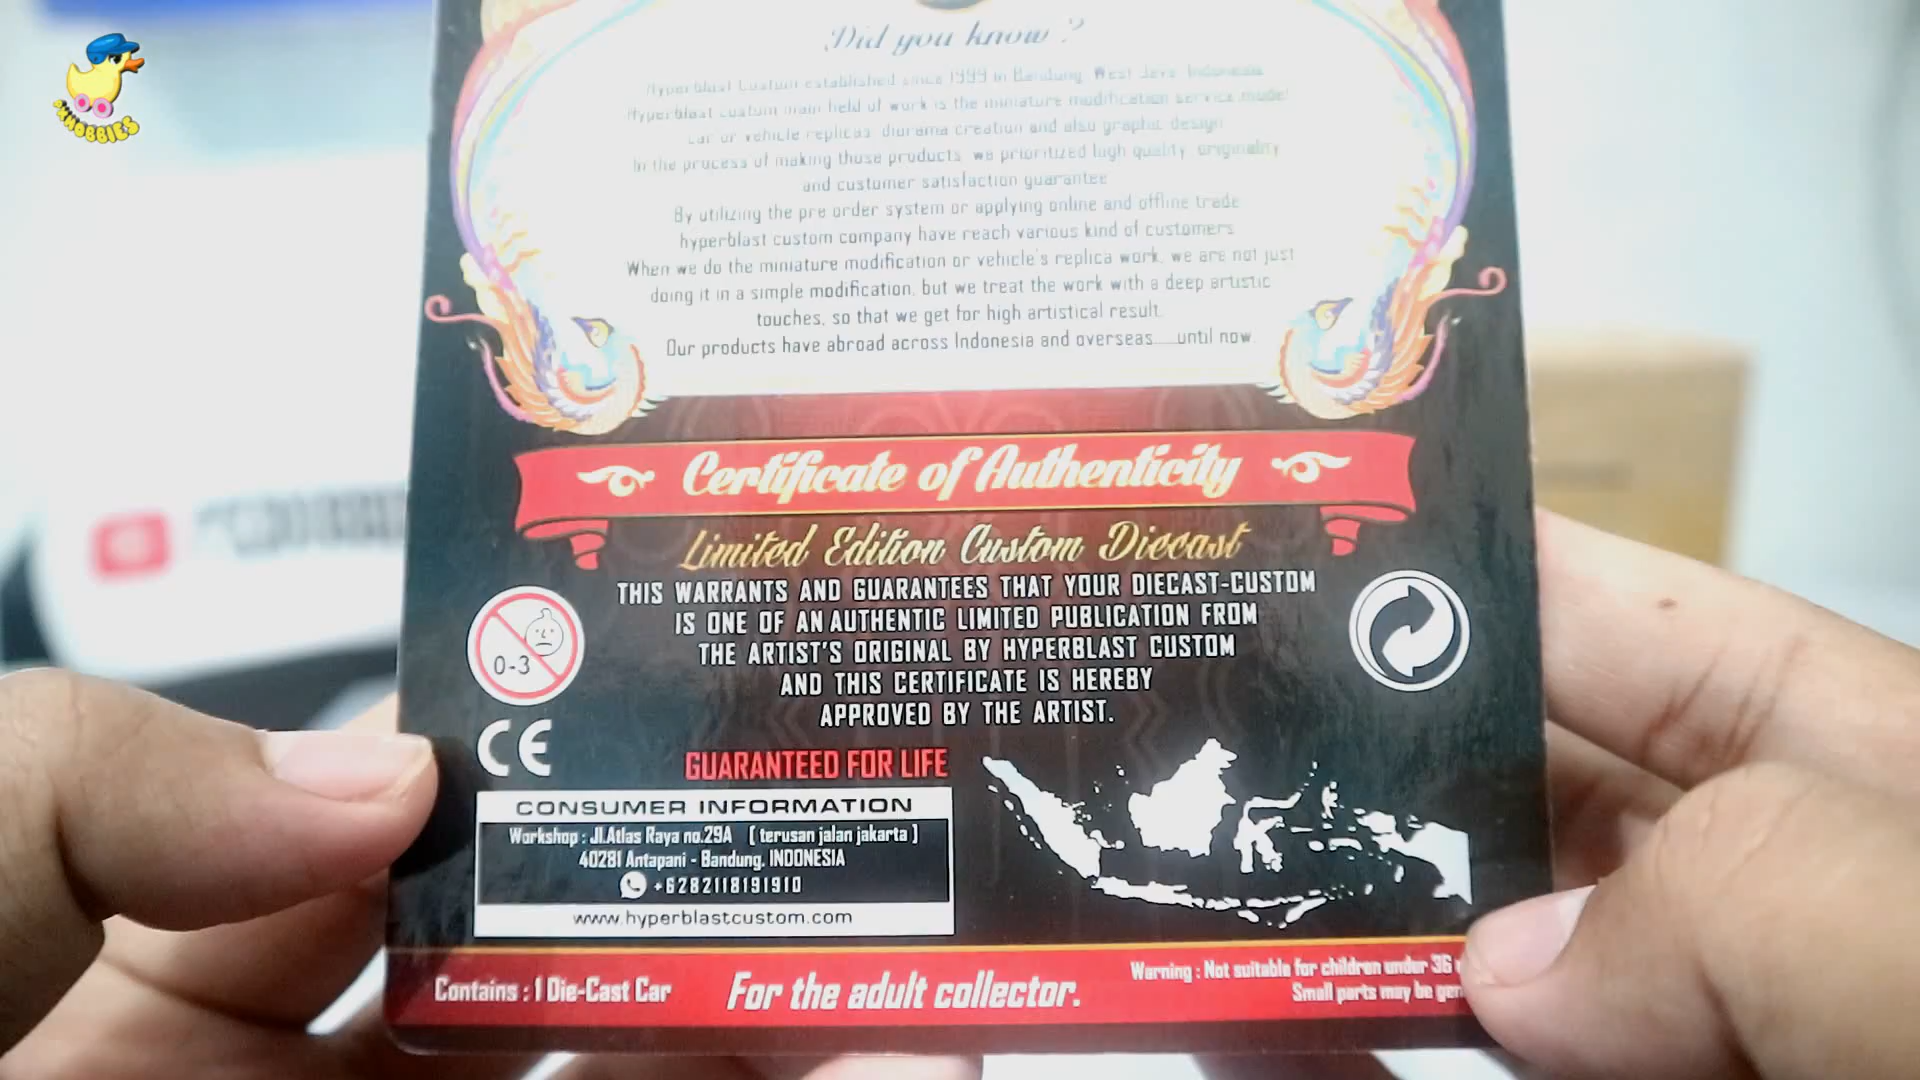 Did you know ?
Hyperblast Custom established since 1999 in Bandung, West Java, Indonesia
Hyperblast custom main field of work is the miniature modification service model
car or vehicle replicas, diorama creation and also graphic design
In the process of making those products, we prioritized high quality, originality
and customer satisfaction guarantee
By utilizing the pre order system or applying online and offline trade
hyperblast custom company have reach various kind of customers
When we do the miniature modification or vehicle's replica work, we are not just
doing it in a simple modification, but we treat the work with a deep artistic
touches, so that we get for high artistical result.
Our products have abroad across Indonesia and overseas.....until now
Certificate of Authenticity
Limited Edition Custom Diecast
THIS WARRANTS AND GUARANTEES THAT YOUR DIECAST-CUSTOM
IS ONE OF AN AUTHENTIC LIMITED PUBLICATION FROM
THE ARTIST'S ORIGINAL BY HYPERBLAST CUSTOM
AND THIS CERTIFICATE IS HEREBY
APPROVED BY THE ARTIST.
0-3
CE
GUARANTEED FOR LIFE
CONSUMER INFORMATION
Workshop : Jl.Atlas Raya no.29A [ terusan jalan jakarta ]
40281 Antapani - Bandung. INDONESIA
+6282118191910
www.hyperblastcustom.com
Contains : 1 Die-Cast Car
For the adult collector.
Warning : Not suitable for children under 36
Small parts may be